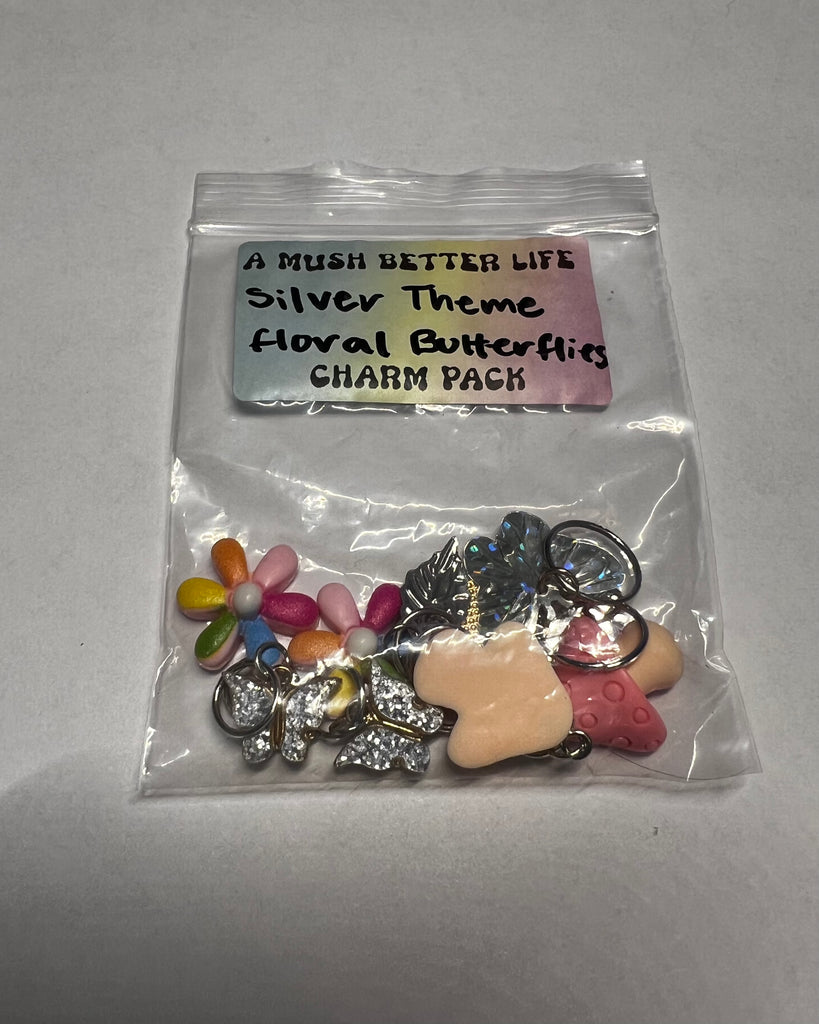 A MUSH BETTER LIFE
Silver Theme
floral Butterflies
CHARM PACK